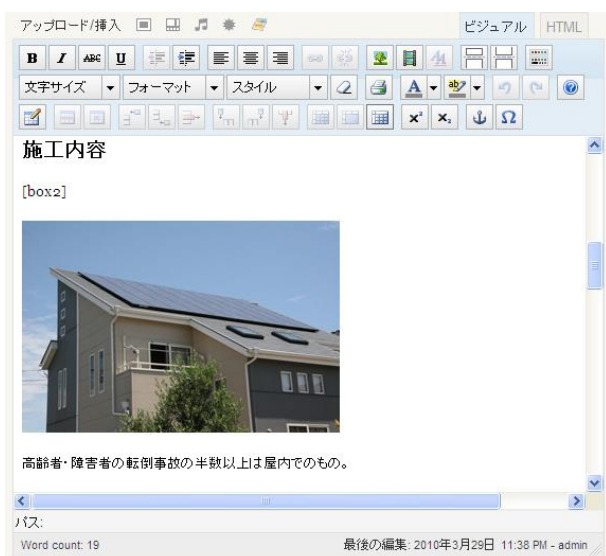 アップロード/挿入
ビジュアル HTML
B I ABC U
文字サイズ フォーマット スタイル A ab
x² x₂ Ω
施工内容
[box2]
高齢者・障害者の転倒事故の半数以上は屋内でのもの。
パス:
Word count: 19 最後の編集: 2010年3月29日 11:38 PM - admin